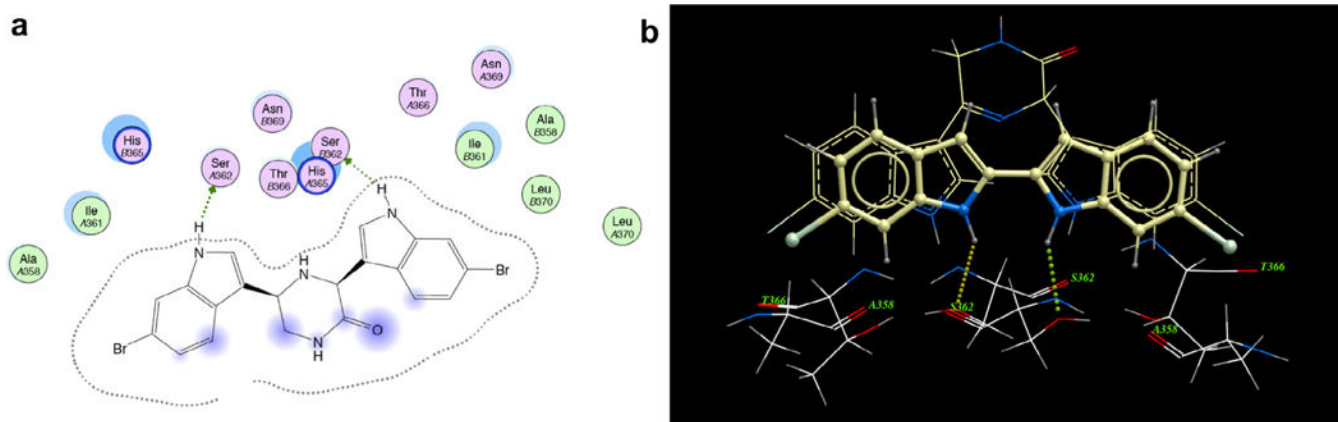 a
b
Asn
A369
Thr
A366
Asn
B369
Ala
B358
His
B365
Ser
B362
Ile
B361
Ser
A362
Thr
B366
His
A365
Leu
B370
Ile
A361
Leu
A370
Ala
A358
H
N
H
N
H
N
Br
O
N
H
Br
T366
S362
T366
A358
S362
A358